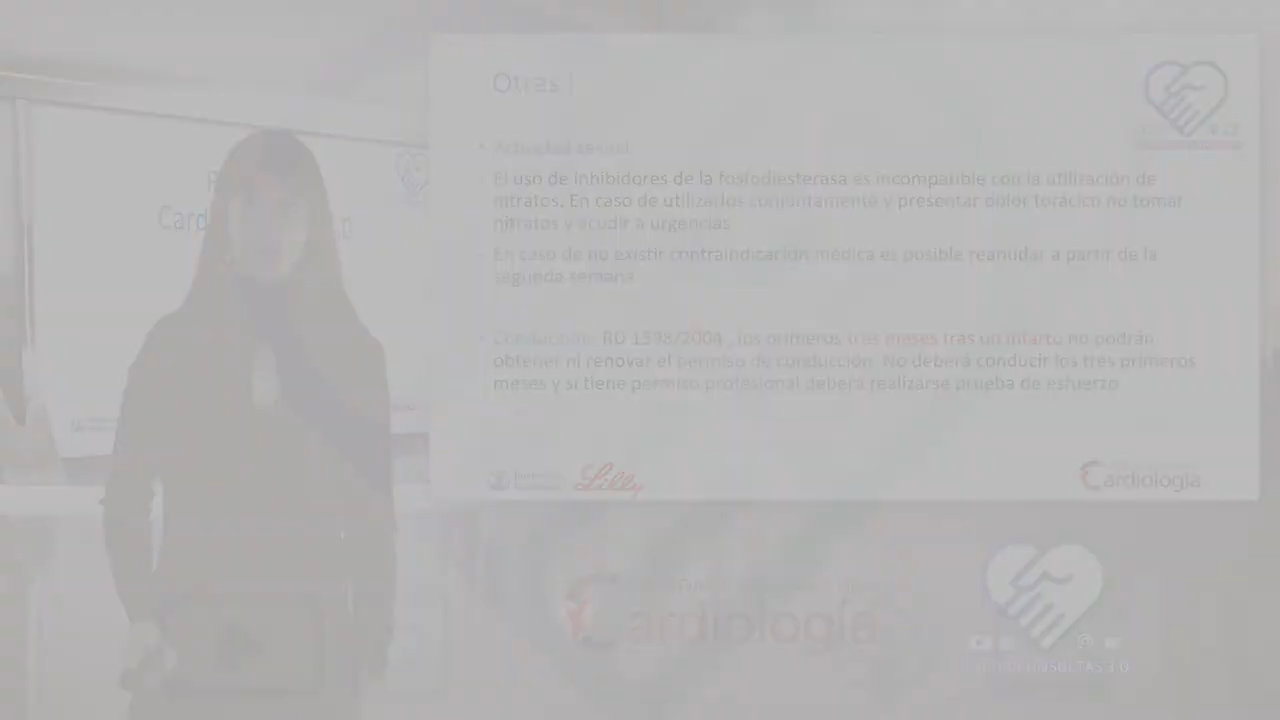 Otras
Card
• Actividad sexual:
- El uso de inhibidores de la fosfodiesterasa es incompatible con la utilización de
nitratos. En caso de utilizarlos conjuntamente y presentar dolor torácico no tomar
nitratos y acudir a urgencias
- En caso de no existir contraindicación médica es posible reanudar a partir de la
segunda semana
• Conducción: RD 1598/2004 , los primeros tres meses tras un infarto no podrán
obtener ni renovar el permiso de conducción. No deberá conducir los tres primeros
meses y si tiene permiso profesional deberá realizarse prueba de esfuerzo
Lilly
Cardiología
Cardiología